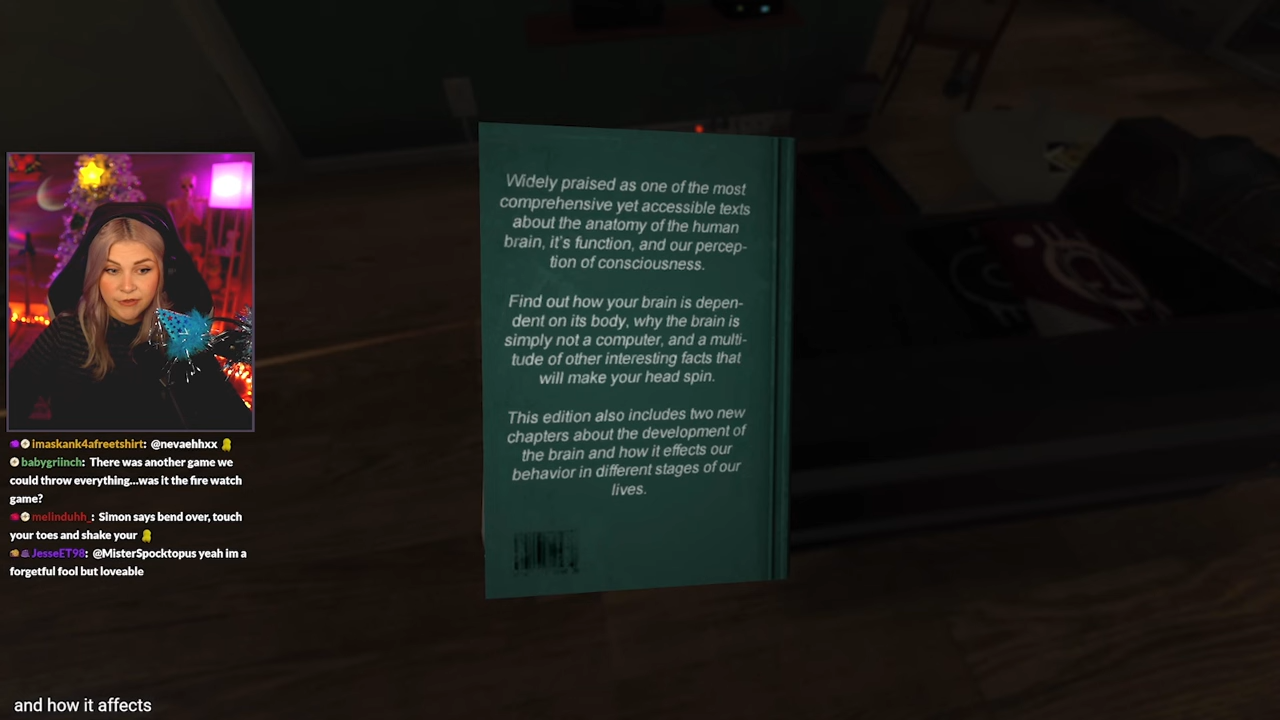 Widely praised as one of the most
comprehensive yet accessible texts
about the anatomy of the human
brain, it's function, and our percep-
tion of consciousness.
Find out how your brain is depen-
dent on its body, why the brain is
simply not a computer, and a multi-
tude of other interesting facts that
will make your head spin.
This edition also includes two new
chapters about the development of
the brain and how it effects our
behavior in different stages of our
lives.
imaskank4afreetshirt: @nevaehhxx
babygriinch: There was another game we
could throw everything...was it the fire watch
game?
melinduhh_: Simon says bend over, touch
your toes and shake your
JesseET98: @MisterSpocktopus yeah im a
forgetful fool but loveable
and how it affects